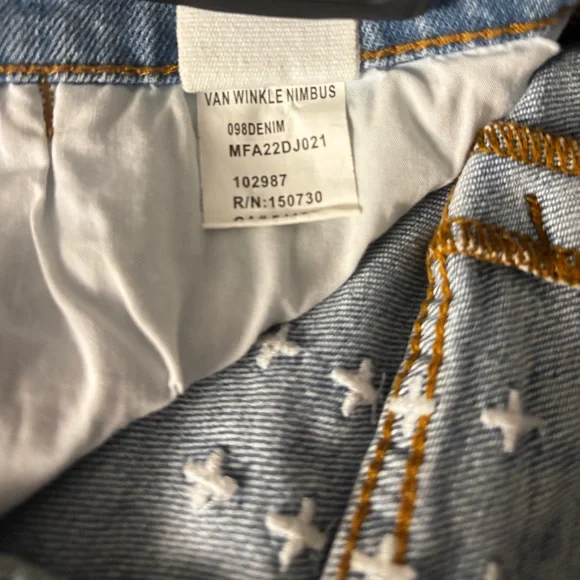 VAN WINKLE NIMBUS
098DENIM
MFA22DJ021
102987
R/N:150730